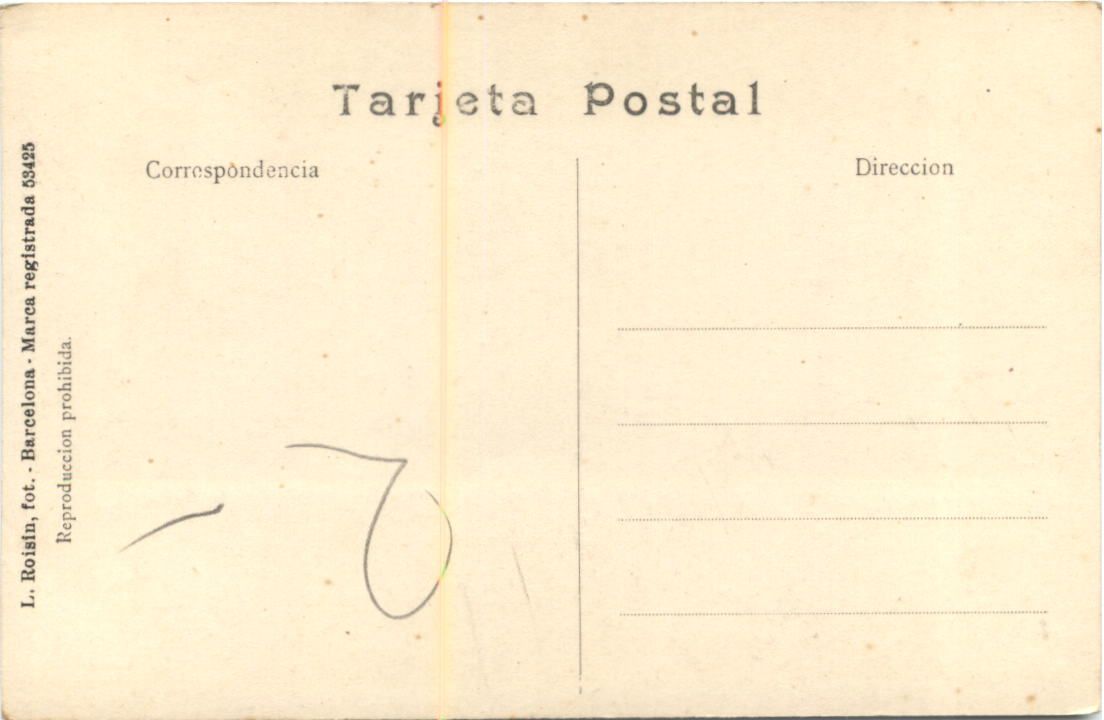 Tarjeta Postal
Correspondencia
Direccion
L. Roisin, fot. - Barcelona - Marca registrada 53425
Reproduccion prohibida.